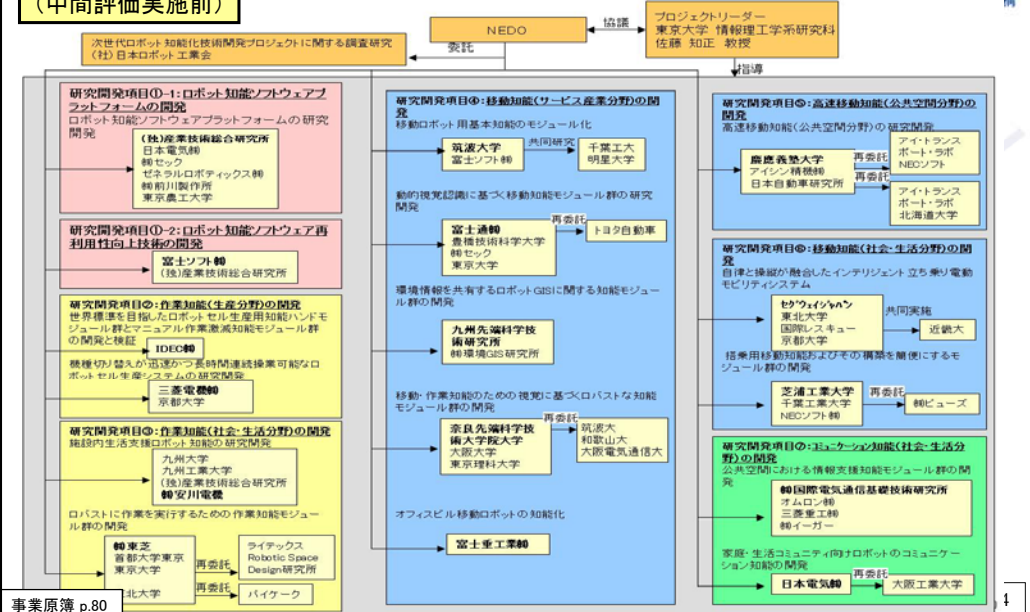 （中間評価実施前）
NEDO
協議
プロジェクトリーダー
東京大学 情報理工学系研究科
佐藤 知正 教授
次世代ロボット知能化技術開発プロジェクトに関する調査研究
（社）日本ロボット工業会
委託
指導
研究開発項目①-1：ロボット知能ソフトウェアプ
ラットフォームの開発
ロボット知能ソフトウェアプラットフォームの研究
開発
（独）産業技術総合研究所
日本電気㈱
㈱セック
ゼネラルロボティックス㈱
㈱前川製作所
東京農工大学
研究開発項目①-2：ロボット知能ソフトウェア再
利用性向上技術の開発
富士ソフト㈱
（独）産業技術総合研究所
研究開発項目②：作業知能（生産分野）の開発
世界標準を目指したロボットセル生産用知能ハンドモ
ジュール群とマニュアル作業激減知能モジュール群
の開発と検証
IDEC㈱
機種切り替えが迅速かつ長時間連続操業可能なロ
ボットセル生産システムの研究開発
三菱電機㈱
京都大学
研究開発項目③：作業知能（社会・生活分野）の開発
施設内生活支援ロボット知能の研究開発
九州大学
九州工業大学
（独）産業技術総合研究所
㈱安川電機
ロバストに作業を実行するための作業知能モジュー
ル群の開発
㈱東芝
首都大学東京
東京大学
北大学
再委託
ライテックス
Robotic Space
Design研究所
再委託
バイケーク
研究開発項目④：移動知能（サービス産業分野）の開
発
移動ロボット用基本知能のモジュール化
筑波大学
富士ソフト㈱
共同研究
千葉工大
明星大学
動的視覚認識に基づく移動知能モジュール群の研究
開発
富士通㈱
豊橋技術科学大学
㈱セック
東京大学
再委託
トヨタ自動車
環境情報を共有するロボットGISに関する知能モジュー
ル群の開発
九州先端科学技
術研究所
㈱環境GIS研究所
移動・作業知能のための視覚に基づくロバストな知能
モジュール群の開発
奈良先端科学技
術大学院大学
大阪大学
東京理科大学
再委託
筑波大
和歌山大
大阪電気通信大
オフィスビル移動ロボットの知能化
富士重工業㈱
研究開発項目⑤：高速移動知能（公共空間分野）の
開発
高速移動知能（公共空間分野）の研究開発
慶應義塾大学
アイシン精機㈱
日本自動車研究所
再委託
アイ・トランス
ポート・ラボ
NECソフト
再委託
アイ・トランス
ポート・ラボ
北海道大学
研究開発項目⑥：移動知能（社会・生活分野）の開
発
自律と操縦が融合したインテリジェント立ち乗り電動
モビリティシステム
セグウェイジャパン
東北大学
国際レスキュー
京都大学
共同実施
近畿大
搭乗用移動知能およびその構築を簡便にするモ
ジュール群の開発
芝浦工業大学
千葉工業大学
NECソフト㈱
再委託
㈱ビューズ
研究開発項目⑦：コミュニケーション知能（社会・生活分
野）の開発
公共空間における情報支援知能モジュール群の開
発
㈱国際電気通信基礎技術研究所
オムロン㈱
三菱重工㈱
㈱イーガー
家庭・生活コミュニティ向けロボットのコミュニケー
ション知能の開発
日本電気㈱
再委託
大阪工業大学
事業原簿 p.80